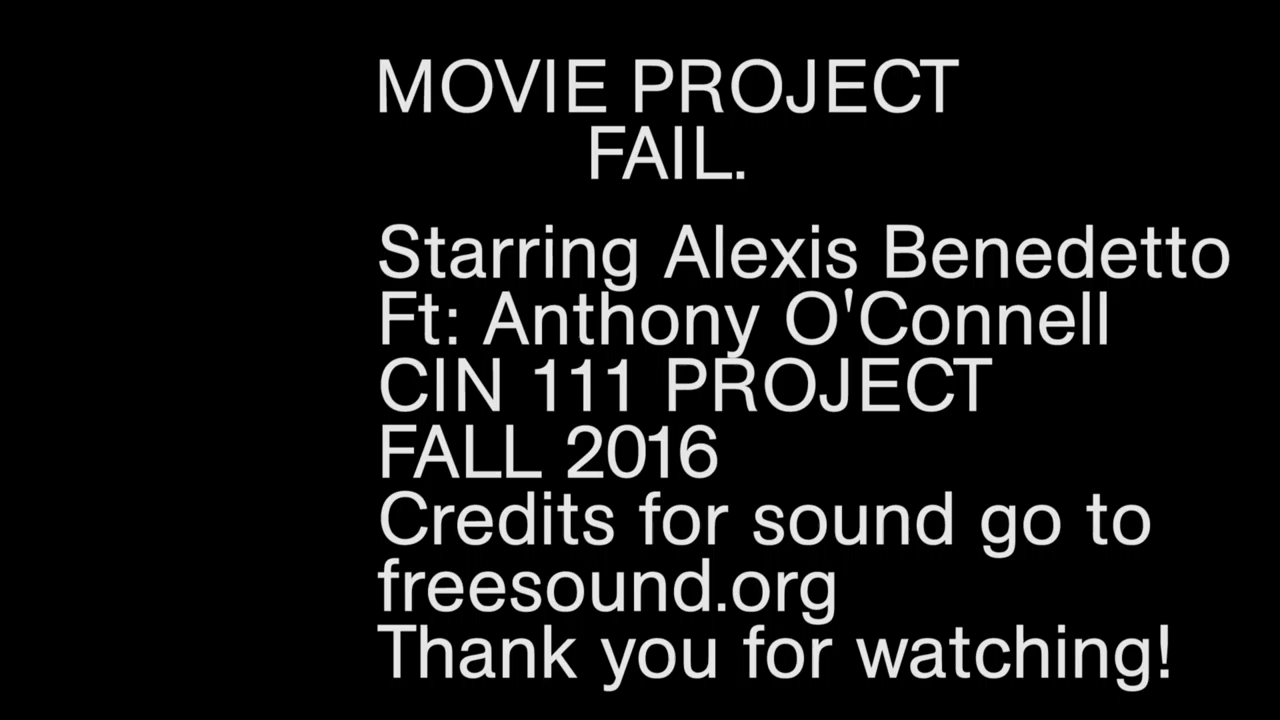 MOVIE PROJECT
FAIL.
Starring Alexis Benedetto
Ft: Anthony O'Connell
CIN 111 PROJECT
FALL 2016
Credits for sound go to
freesound.org
Thank you for watching!